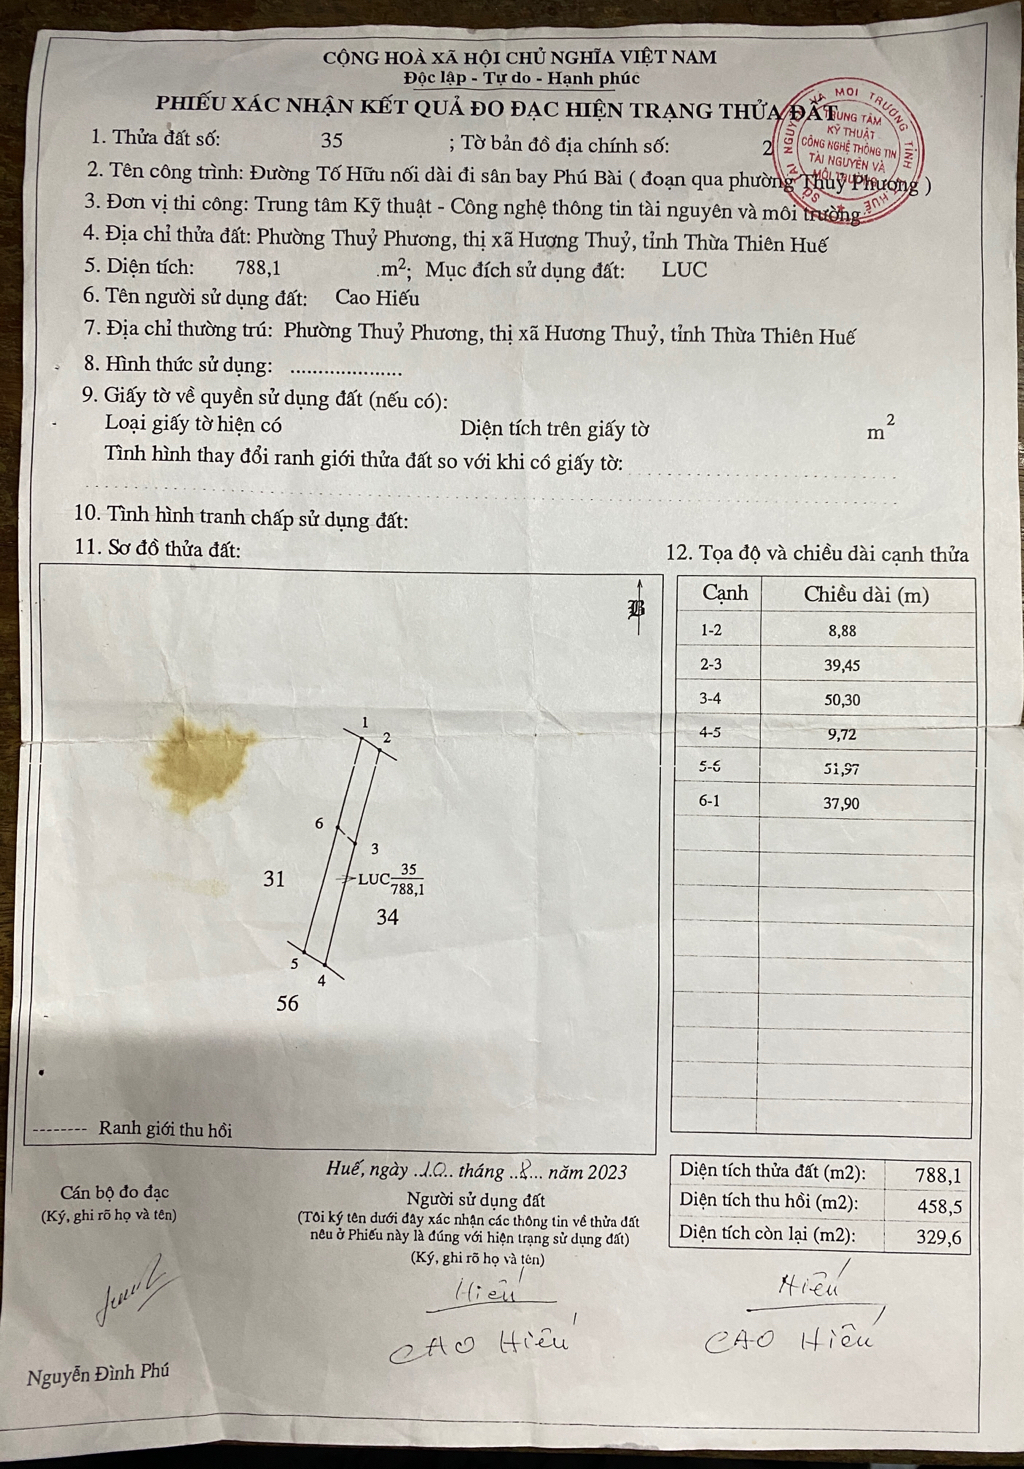 CỘNG HOÀ XÃ HỘI CHỦ NGHĨA VIỆT NAM
Độc lập - Tự do - Hạnh phúc
PHIẾU XÁC NHẬN KẾT QUẢ ĐO ĐẠC HIỆN TRẠNG THỬA ĐẤT
TRUNG TÂM
KỸ THUẬT
CÔNG NGHỆ THÔNG TIN
TÀI NGUYÊN VÀ
MÔI TRƯỜNG
1. Thửa đất số: 35 ; Tờ bản đồ địa chính số: 2
2. Tên công trình: Đường Tố Hữu nối dài đi sân bay Phú Bài ( đoạn qua phường Thuỷ Phương )
3. Đơn vị thi công: Trung tâm Kỹ thuật - Công nghệ thông tin tài nguyên và môi trường
4. Địa chỉ thửa đất: Phường Thuỷ Phương, thị xã Hương Thuỷ, tỉnh Thừa Thiên Huế
5. Diện tích: 788,1 .m²; Mục đích sử dụng đất: LUC
6. Tên người sử dụng đất: Cao Hiếu
7. Địa chỉ thường trú: Phường Thuỷ Phương, thị xã Hương Thuỷ, tỉnh Thừa Thiên Huế
8. Hình thức sử dụng: ....................
9. Giấy tờ về quyền sử dụng đất (nếu có):
Loại giấy tờ hiện có Diện tích trên giấy tờ m²
Tình hình thay đổi ranh giới thửa đất so với khi có giấy tờ:
10. Tình hình tranh chấp sử dụng đất:
11. Sơ đồ thửa đất:
B
1
2
6
3
31
LUC 35
788,1
34
5
4
56
Ranh giới thu hồi
12. Tọa độ và chiều dài cạnh thửa
Cạnh Chiều dài (m)
1-2 8,88
2-3 39,45
3-4 50,30
4-5 9,72
5-6 51,97
6-1 37,90
Huế, ngày ..10.. tháng ..8... năm 2023
Diện tích thửa đất (m2): 788,1
Diện tích thu hồi (m2): 458,5
Diện tích còn lại (m2): 329,6
Cán bộ đo đạc
(Ký, ghi rõ họ và tên)
Nguyễn Đình Phú
Người sử dụng đất
(Tôi ký tên dưới đây xác nhận các thông tin về thửa đất
nêu ở Phiếu này là đúng với hiện trạng sử dụng đất)
(Ký, ghi rõ họ và tên)
Hiếu
CAO Hiếu
Hiếu
CAO Hiếu